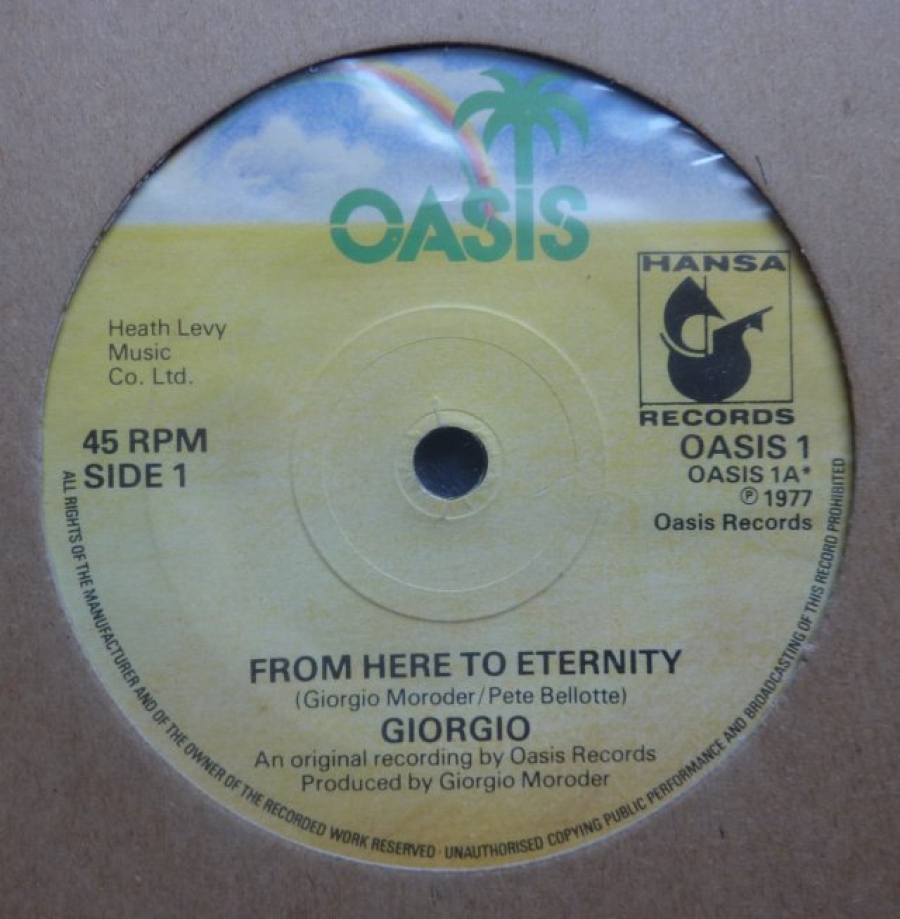 OASIS
HANSA
RECORDS
Heath Levy
Music
Co. Ltd.
45 RPM
SIDE 1
OASIS 1
OASIS 1A*
℗ 1977
Oasis Records
FROM HERE TO ETERNITY
(Giorgio Moroder/Pete Bellotte)
GIORGIO
An original recording by Oasis Records
Produced by Giorgio Moroder
ALL RIGHTS OF THE MANUFACTURER AND OF THE OWNER OF THE RECORDED WORK RESERVED · UNAUTHORISED COPYING PUBLIC PERFORMANCE AND BROADCASTING OF THIS RECORD PROHIBITED